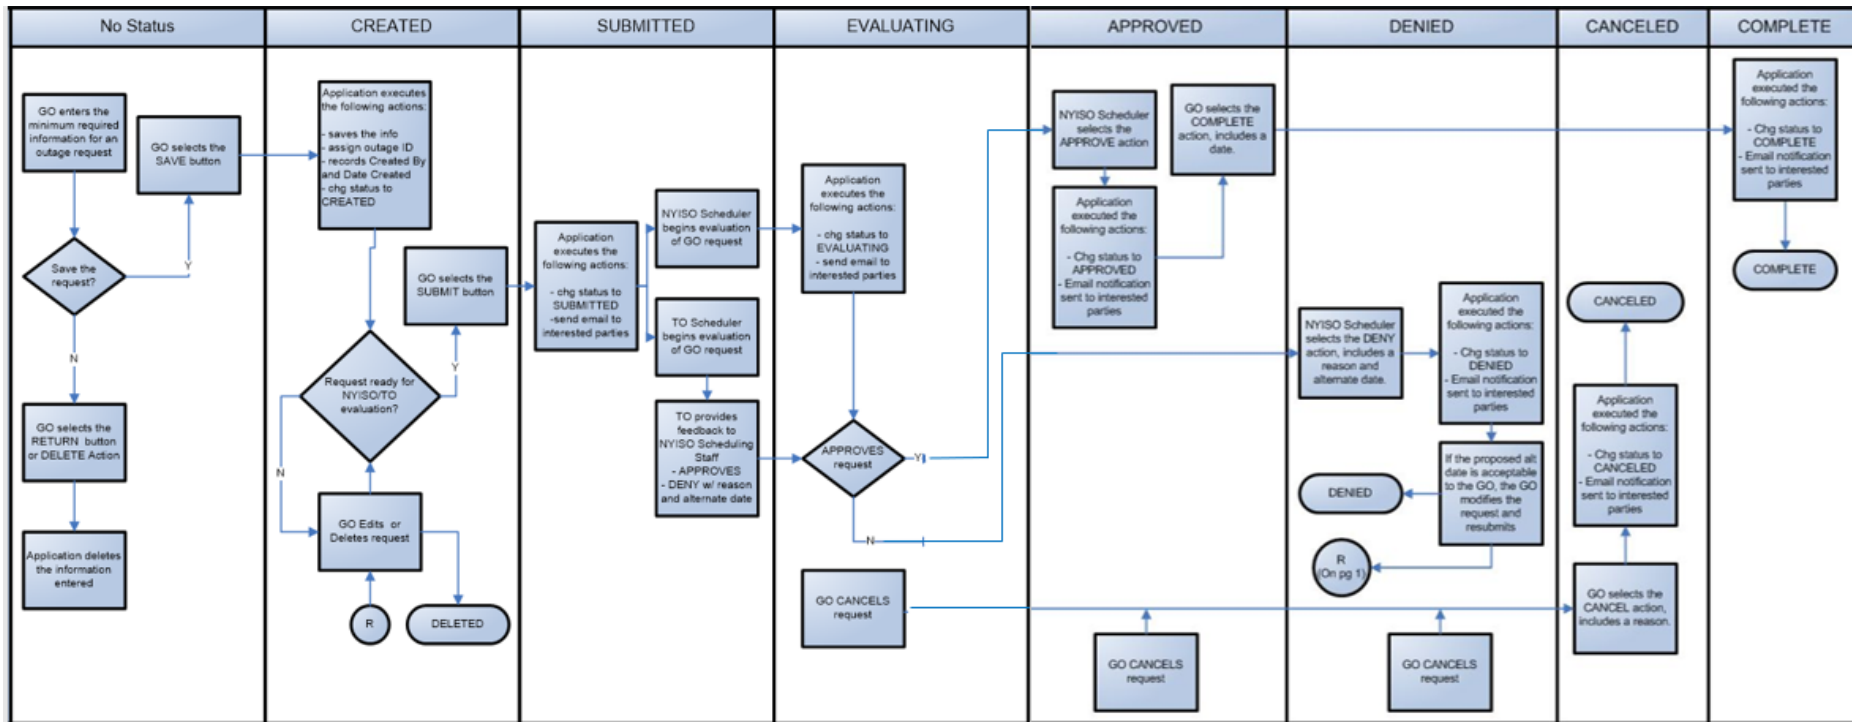 No Status
CREATED
SUBMITTED
EVALUATING
APPROVED
DENIED
CANCELED
COMPLETE
GO enters the
minimum required
information for an
outage request
GO selects the
SAVE button
Save the
request?
Y
N
GO selects the
RETURN button
or DELETE Action
Application deletes
the information
entered
Application executes
the following actions:
- saves the info
- assign outage ID
- records Created By
and Date Created
- chg status to
CREATED
GO selects the
SUBMIT button
Request ready for
NYISO/TO
evaluation?
Y
N
GO Edits or
Deletes request
R
DELETED
Application
executes the
following actions:
- chg status to
SUBMITTED
-send email to
interested parties
NYISO Scheduler
begins evaluation
of GO request
TO Scheduler
begins evaluation
of GO request
TO provides
feedback to
NYISO Scheduling
Staff
- APPROVES
- DENY w/ reason
and alternate date
Application
executes the
following actions:
- chg status to
EVALUATING
- send email to
interested parties
APPROVES
request
Y
N
GO CANCELS
request
NYISO Scheduler
selects the
APPROVE action
Application
executed the
following actions:
- Chg status to
APPROVED
- Email notification
sent to interested
parties
GO selects the
COMPLETE
action, includes a
date.
GO CANCELS
request
NYISO Scheduler
selects the DENY
action, includes a
reason and
alternate date.
Application
executed the
following actions:
- Chg status to
DENIED
- Email notification
sent to interested
parties
If the proposed alt
date is acceptable
to the GO, the GO
modifies the
request and
resubmits
DENIED
R
(On pg 1)
GO CANCELS
request
CANCELED
Application
executed the
following actions:
- Chg status to
CANCELED
- Email notification
sent to interested
parties
GO selects the
CANCEL action,
includes a reason.
Application
executed the
following actions:
- Chg status to
COMPLETE
- Email notification
sent to interested
parties
COMPLETE